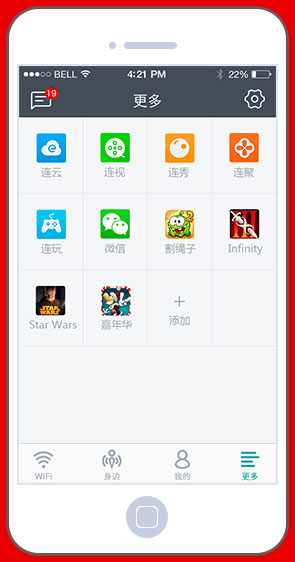 BELL 4:21 PM 22%
19 更多
连云 连视 连秀 连聚
连玩 微信 割绳子 Infinity
Star Wars 嘉年华 添加
WiFi 身边 我的 更多